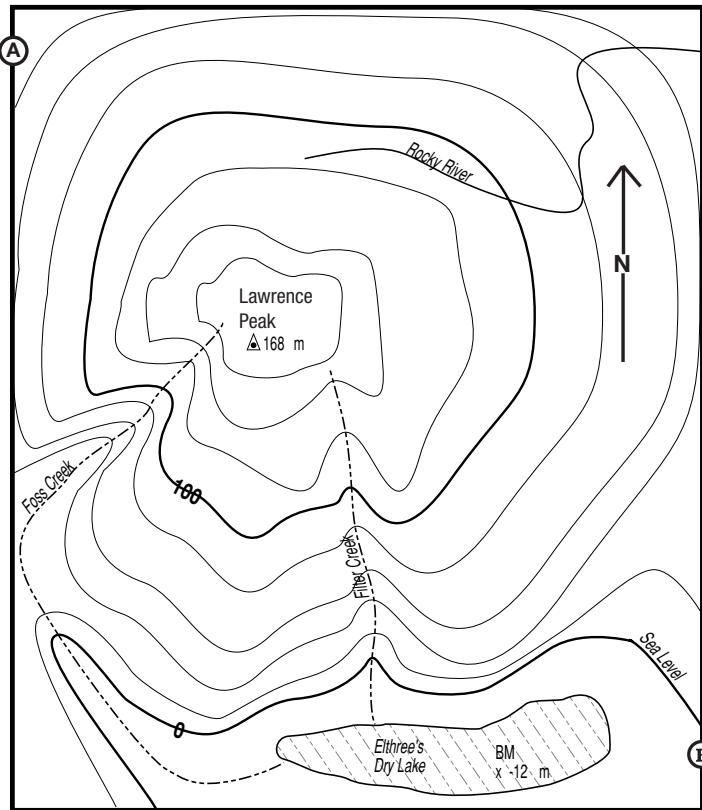 A
Rocky River
N
Lawrence
Peak
168 m
Foss Creek
100
Filter Creek
Sea Level
0
Elthree's
Dry Lake
BM
x -12 m